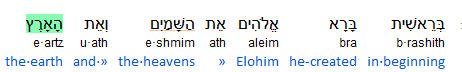 בְּרֵאשִׁית בָּרָא אֱלֹהִים אֵת הַשָּׁמַיִם וְאֵת הָאָרֶץ:
e·artz u·ath e·shmim ath aleim bra b·rashith
the·earth and·» the·heavens » Elohim he·created in·beginning